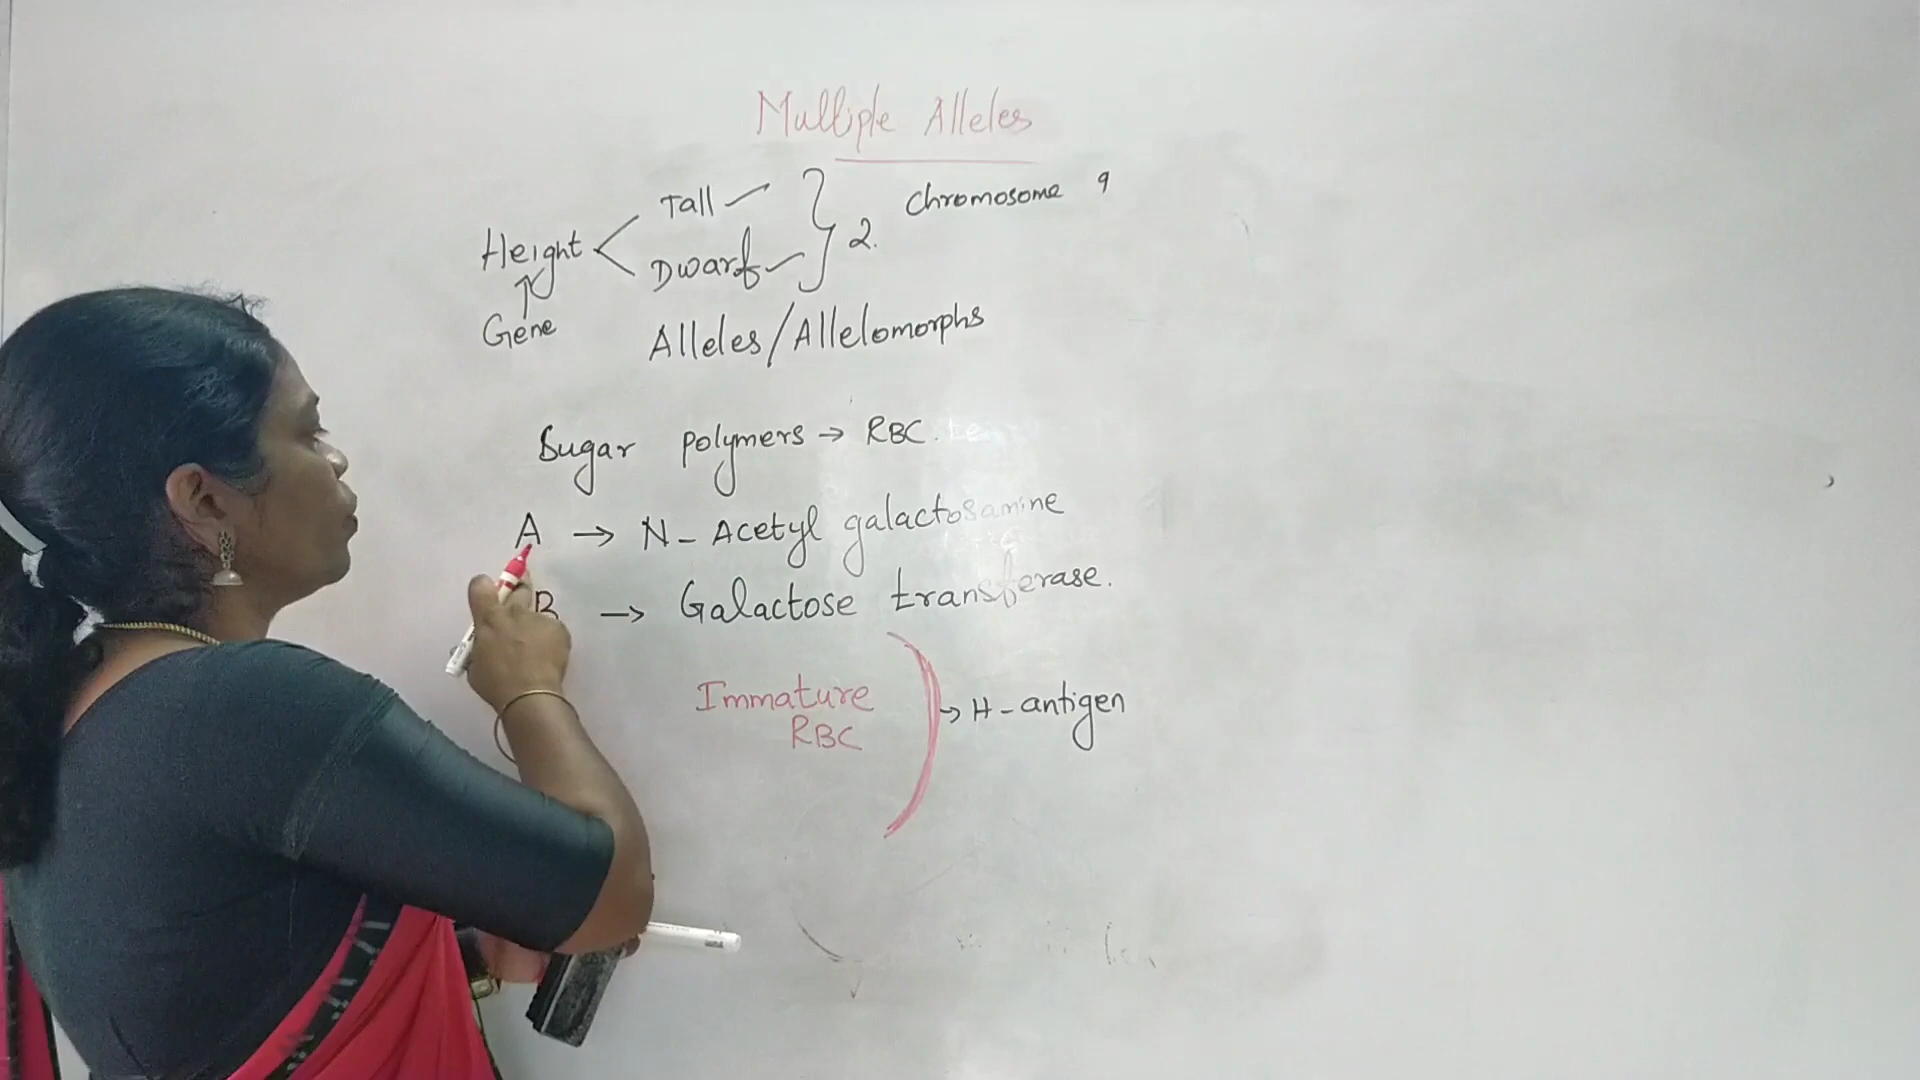 Multiple Alleles
Tall
Chromosome 9
Height
2.
Dwarf
Gene
Alleles/Allelomorphs
Sugar polymers → RBC.
A → N- Acetyl galactosamine
B → Galactose transferase.
Immature
RBC
→ H-antigen